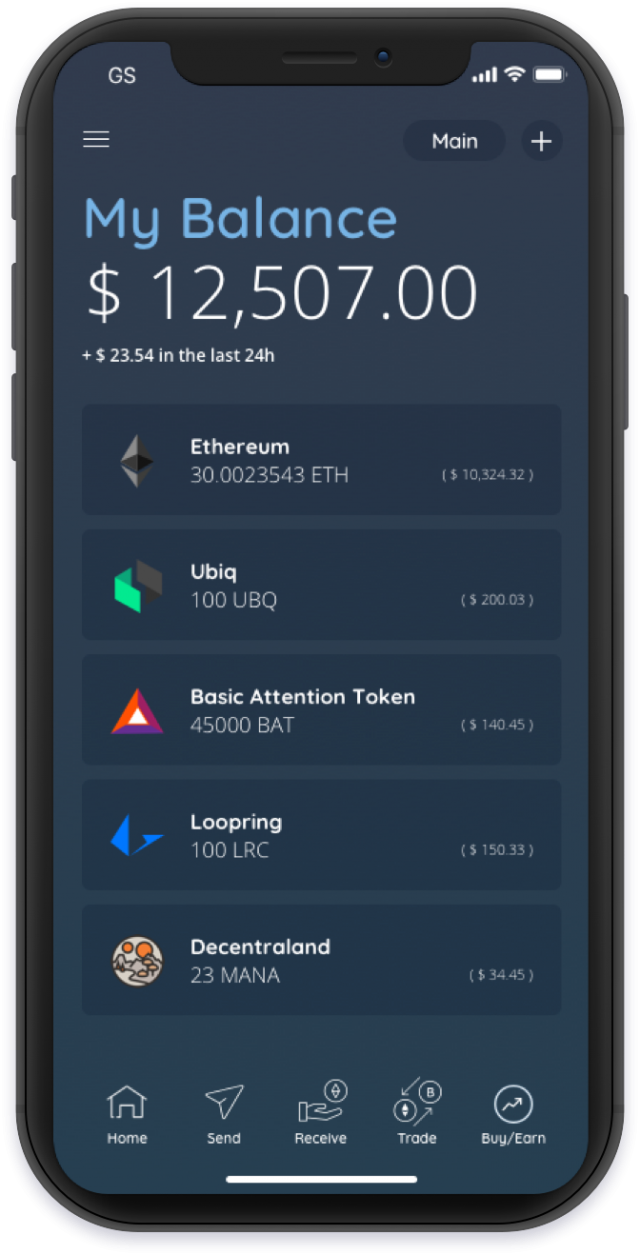 GS
Main
My Balance
$ 12,507.00
+ $ 23.54 in the last 24h
Ethereum
30.0023543 ETH ( $ 10,324.32 )
Ubiq
100 UBQ ( $ 200.03 )
Basic Attention Token
45000 BAT ( $ 140.45 )
Loopring
100 LRC ( $ 150.33 )
Decentraland
23 MANA ( $ 34.45 )
B
Home Send Receive Trade Buy/Earn